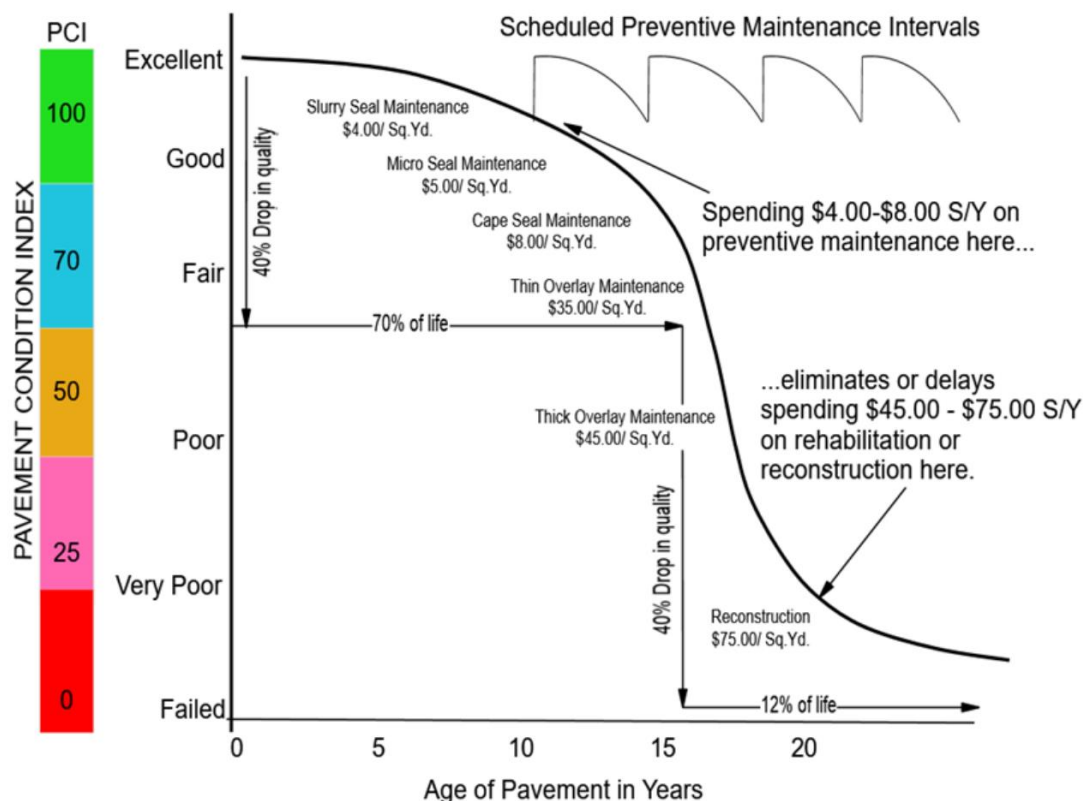 PCI
Scheduled Preventive Maintenance Intervals
Excellent
100
Slurry Seal Maintenance
$4.00/ Sq.Yd.
Good
40% Drop in quality
Micro Seal Maintenance
$5.00/ Sq.Yd.
PAVEMENT CONDITION INDEX
Spending $4.00-$8.00 S/Y on
preventive maintenance here...
70
Cape Seal Maintenance
$8.00/ Sq.Yd.
Fair
Thin Overlay Maintenance
$35.00/ Sq.Yd.
70% of life
50
...eliminates or delays
spending $45.00 - $75.00 S/Y
on rehabilitation or
reconstruction here.
Thick Overlay Maintenance
$45.00/ Sq.Yd.
Poor
25
40% Drop in quality
Very Poor
Reconstruction
$75.00/ Sq.Yd.
0
Failed
12% of life
0
5
10
15
20
Age of Pavement in Years